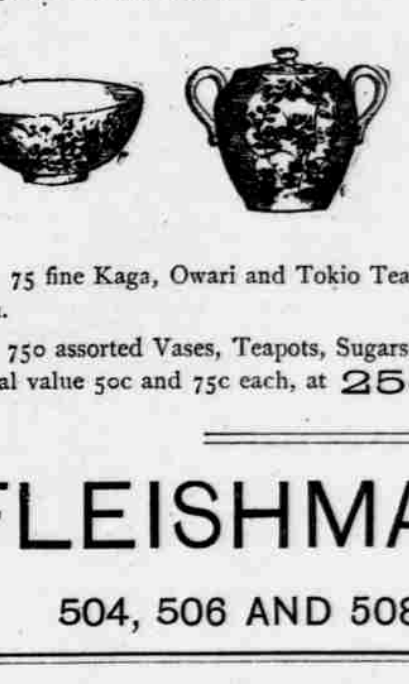 75 fine Kaga, Owari and Tokio Tea
.
750 assorted Vases, Teapots, Sugars
al value 50c and 75c each, at 25
FLEISHMA
504, 506 AND 508